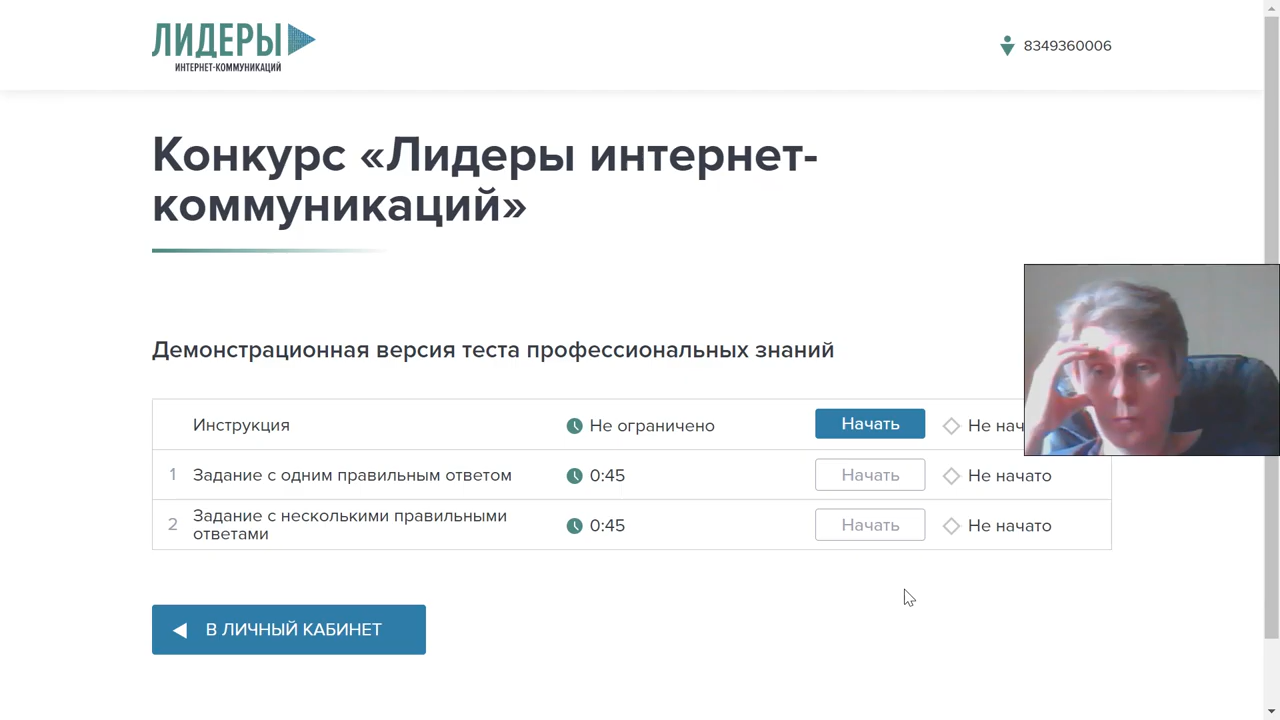 ЛИДЕРЫ
ИНТЕРНЕТ-КОММУНИКАЦИЙ
8349360006
Конкурс «Лидеры интернет-
коммуникаций»
Демонстрационная версия теста профессиональных знаний
Инструкция Не ограничено Начать Не нач
1 Задание с одним правильным ответом 0:45 Начать Не начато
2 Задание с несколькими правильными
ответами 0:45 Начать Не начато
В ЛИЧНЫЙ КАБИНЕТ